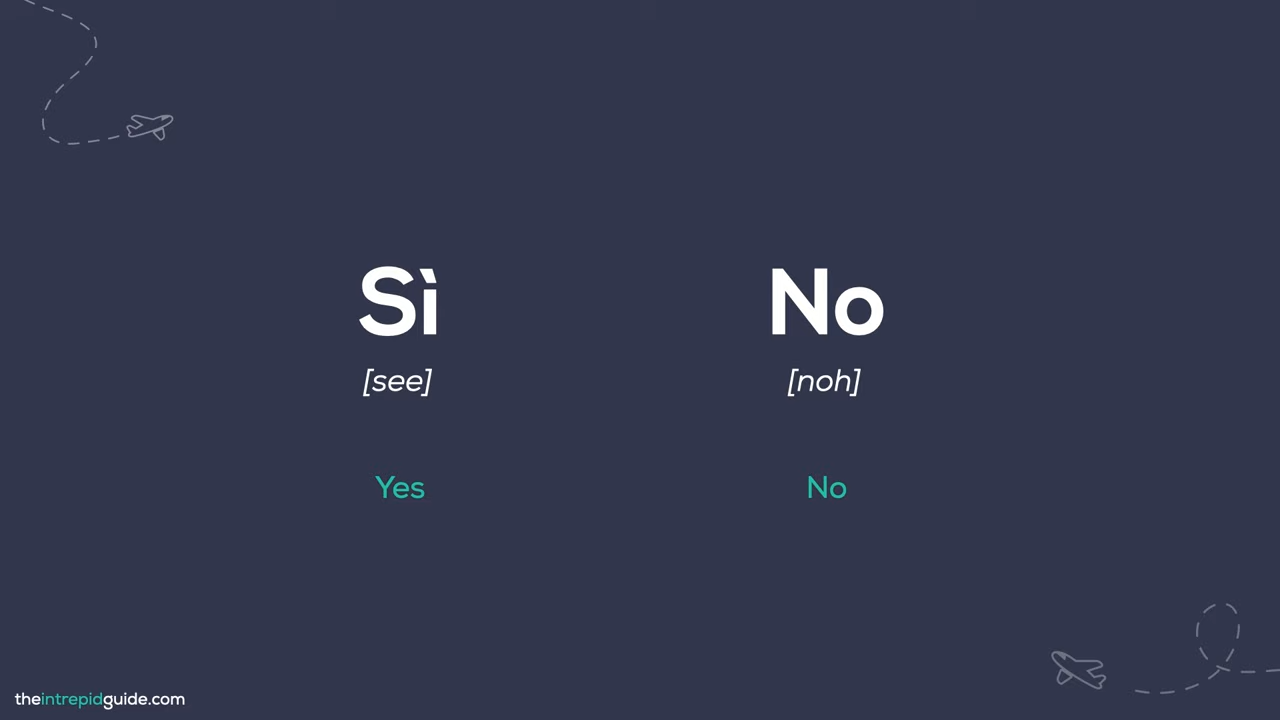 Sì
No
[see]
[noh]
Yes
No
theintrepidguide.com